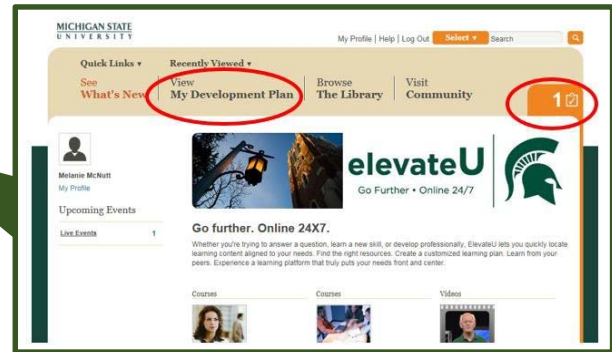 MICHIGAN STATE
UNIVERSITY
My Profile | Help | Log Out Select ▾ Search
Quick Links ▾ Recently Viewed ▾
See View Browse Visit
What's New My Development Plan The Library Community
1
Melanie McNutt
My Profile
Upcoming Events
Live Events 1
elevateU
Go Further • Online 24/7
Go further. Online 24X7.
Whether you're trying to answer a question, learn a new skill, or develop professionally, ElevateU lets you quickly locate
learning content aligned to your needs. Find the right resources. Create a customized learning plan. Learn from your
peers. Experience a learning platform that truly puts your needs front and center.
Courses Courses Videos